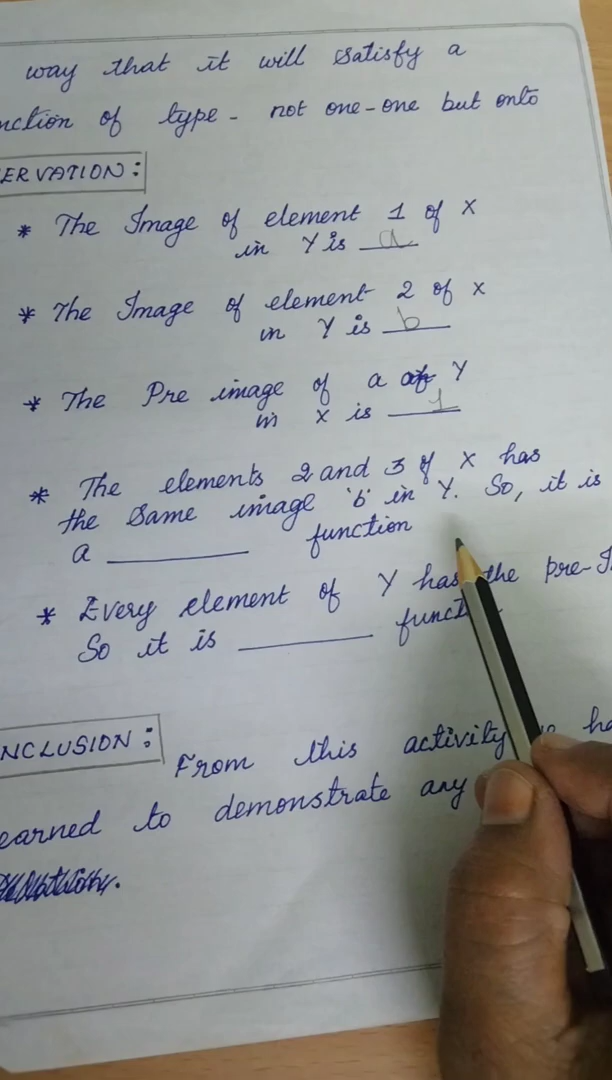 way that it will satisfy a
nction of type - not one-one but onto
ERVATION:
* The Image of element 1 of X
in Y is a
* The Image of element 2 of X
in Y is b
* The Pre image of a of Y
in X is 1
* The elements 2 and 3 of X has
the same image 'b' in Y. So, it is
a ________ function
* Every element of Y has the pre-I
So it is ________ funct
NCLUSION:
From this activity ha
earned to demonstrate any